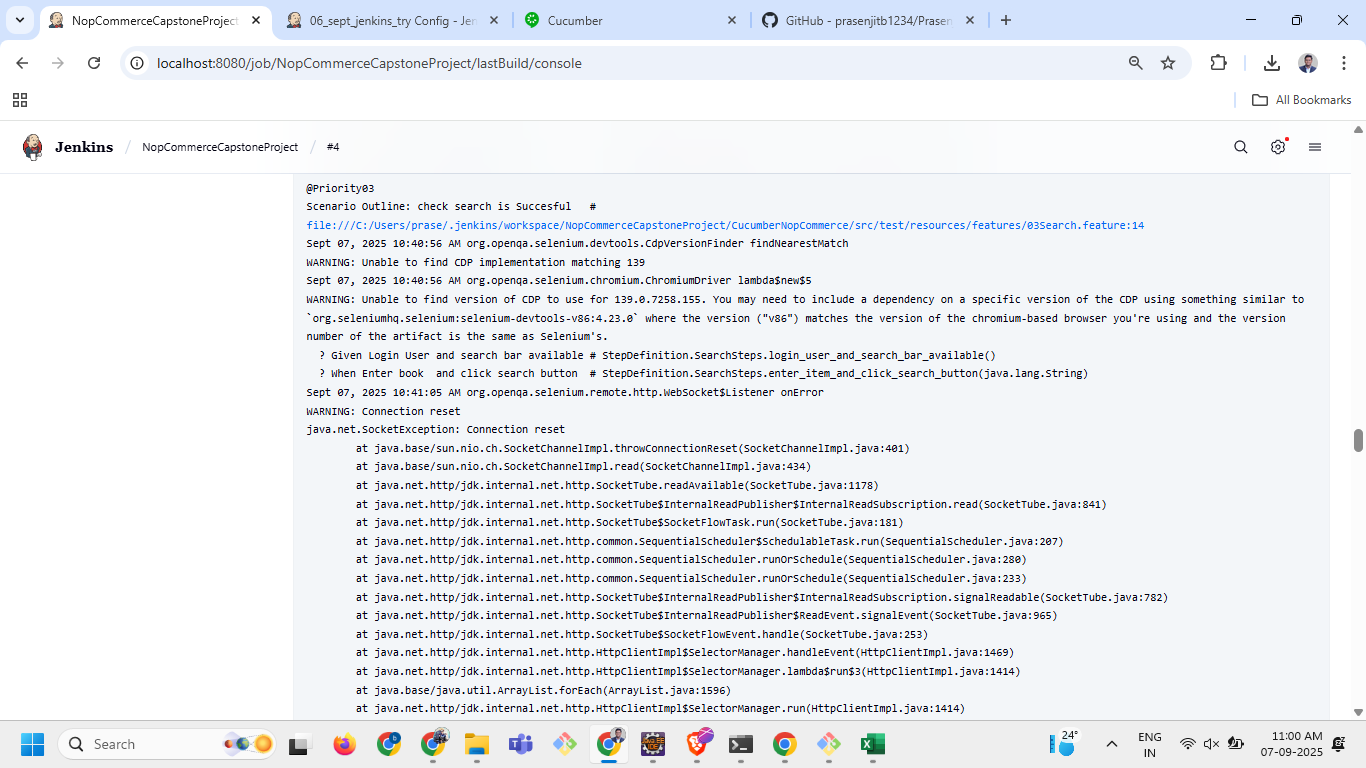 NopCommerceCapstoneProject
06_sept_jenkins_try Config - Jen
Cucumber
GitHub - prasenjitb1234/Prasen
localhost:8080/job/NopCommerceCapstoneProject/lastBuild/console
All Bookmarks
Jenkins / NopCommerceCapstoneProject / #4
@Priority03
Scenario Outline: check search is Succesful   #
file:///C:/Users/prase/.jenkins/workspace/NopCommerceCapstoneProject/CucumberNopCommerce/src/test/resources/features/03Search.feature:14
Sept 07, 2025 10:40:56 AM org.openqa.selenium.devtools.CdpVersionFinder findNearestMatch
WARNING: Unable to find CDP implementation matching 139
Sept 07, 2025 10:40:56 AM org.openqa.selenium.chromium.ChromiumDriver lambda$new$5
WARNING: Unable to find version of CDP to use for 139.0.7258.155. You may need to include a dependency on a specific version of the CDP using something similar to
`org.seleniumhq.selenium:selenium-devtools-v86:4.23.0` where the version ("v86") matches the version of the chromium-based browser you're using and the version
number of the artifact is the same as Selenium's.
  ? Given Login User and search bar available # StepDefinition.SearchSteps.login_user_and_search_bar_available()
  ? When Enter book  and click search button  # StepDefinition.SearchSteps.enter_item_and_click_search_button(java.lang.String)
Sept 07, 2025 10:41:05 AM org.openqa.selenium.remote.http.WebSocket$Listener onError
WARNING: Connection reset
java.net.SocketException: Connection reset
at java.base/sun.nio.ch.SocketChannelImpl.throwConnectionReset(SocketChannelImpl.java:401)
at java.base/sun.nio.ch.SocketChannelImpl.read(SocketChannelImpl.java:434)
at java.net.http/jdk.internal.net.http.SocketTube.readAvailable(SocketTube.java:1178)
at java.net.http/jdk.internal.net.http.SocketTube$InternalReadPublisher$InternalReadSubscription.read(SocketTube.java:841)
at java.net.http/jdk.internal.net.http.SocketTube$SocketFlowTask.run(SocketTube.java:181)
at java.net.http/jdk.internal.net.http.common.SequentialScheduler$SchedulableTask.run(SequentialScheduler.java:207)
at java.net.http/jdk.internal.net.http.common.SequentialScheduler.runOrSchedule(SequentialScheduler.java:280)
at java.net.http/jdk.internal.net.http.common.SequentialScheduler.runOrSchedule(SequentialScheduler.java:233)
at java.net.http/jdk.internal.net.http.SocketTube$InternalReadPublisher$InternalReadSubscription.signalReadable(SocketTube.java:782)
at java.net.http/jdk.internal.net.http.SocketTube$InternalReadPublisher$ReadEvent.signalEvent(SocketTube.java:965)
at java.net.http/jdk.internal.net.http.SocketTube$SocketFlowEvent.handle(SocketTube.java:253)
at java.net.http/jdk.internal.net.http.HttpClientImpl$SelectorManager.handleEvent(HttpClientImpl.java:1469)
at java.net.http/jdk.internal.net.http.HttpClientImpl$SelectorManager.lambda$run$3(HttpClientImpl.java:1414)
at java.base/java.util.ArrayList.forEach(ArrayList.java:1596)
at java.net.http/jdk.internal.net.http.HttpClientImpl$SelectorManager.run(HttpClientImpl.java:1414)
Search
24°
ENG
IN
11:00 AM
07-09-2025